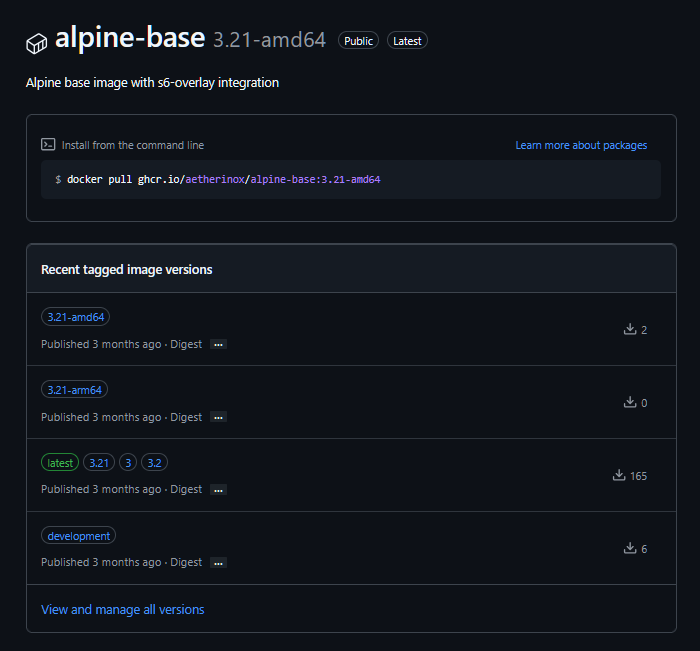 alpine-base 3.21-amd64 Public Latest
Alpine base image with s6-overlay integration
Install from the command line Learn more about packages
$ docker pull ghcr.io/aetherinox/alpine-base:3.21-amd64
Recent tagged image versions
3.21-amd64
Published 3 months ago · Digest ...
2
3.21-arm64
Published 3 months ago · Digest ...
0
latest 3.21 3 3.2
Published 3 months ago · Digest ...
165
development
Published 3 months ago · Digest ...
6
View and manage all versions